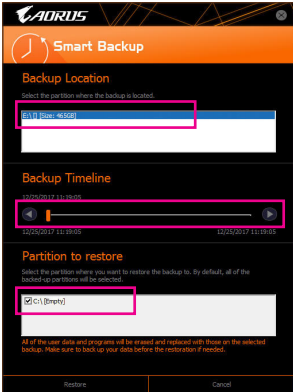 AORUS
Smart Backup
Backup Location
Select the partition where the backup is located.
E:\ [] [Size: 465GB]
Backup Timeline
12/25/2017 11:19:05
12/25/2017 11:19:05 12/25/2017 11:19:05
Partition to restore
Select the partition where you want to restore the backup to. By default, all of the
backed-up partitions will be selected.
C:\ [Empty]
All of the user data and programs will be erased and replaced with those on the selected
backup. Make sure to back up your data before the restoration if needed.
Restore Cancel